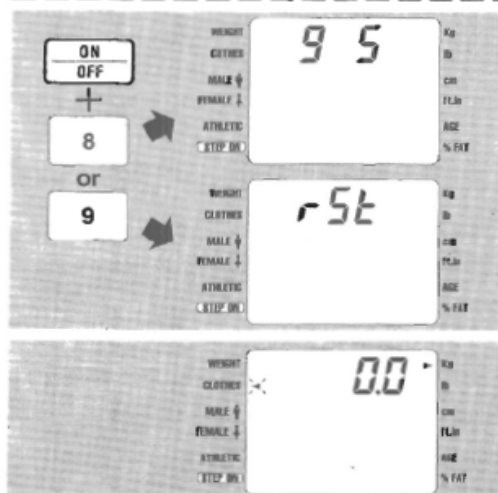 ON
OFF
+
8
or
9
WEIGHT
CLOTHES
MALE
FEMALE
ATHLETIC
STEP ON
9 5
Kg
lb
cm
ft.in
AGE
% FAT
WEIGHT
CLOTHES
MALE
FEMALE
ATHLETIC
STEP ON
rSt
Kg
lb
cm
ft.in
AGE
% FAT
WEIGHT
CLOTHES
MALE
FEMALE
ATHLETIC
STEP ON
0.0
Kg
lb
cm
ft.in
AGE
% FAT